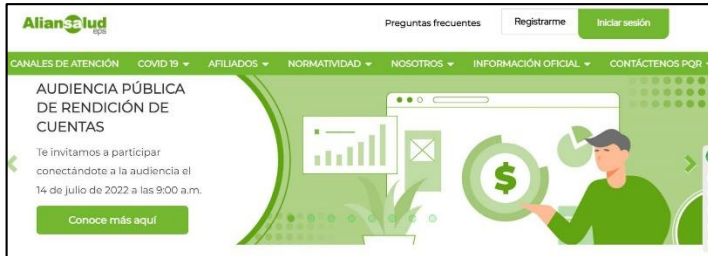 Aliansalud
eps
Preguntas frecuentes
Registrarme
Iniciar sesión
CANALES DE ATENCIÓN COVID 19 AFILIADOS NORMATIVIDAD NOSOTROS INFORMACIÓN OFICIAL CONTÁCTENOS PQR
AUDIENCIA PÚBLICA
DE RENDICIÓN DE
CUENTAS
Te invitamos a participar
conectándote a la audiencia el
14 de julio de 2022 a las 9:00 a.m.
Conoce más aquí
$